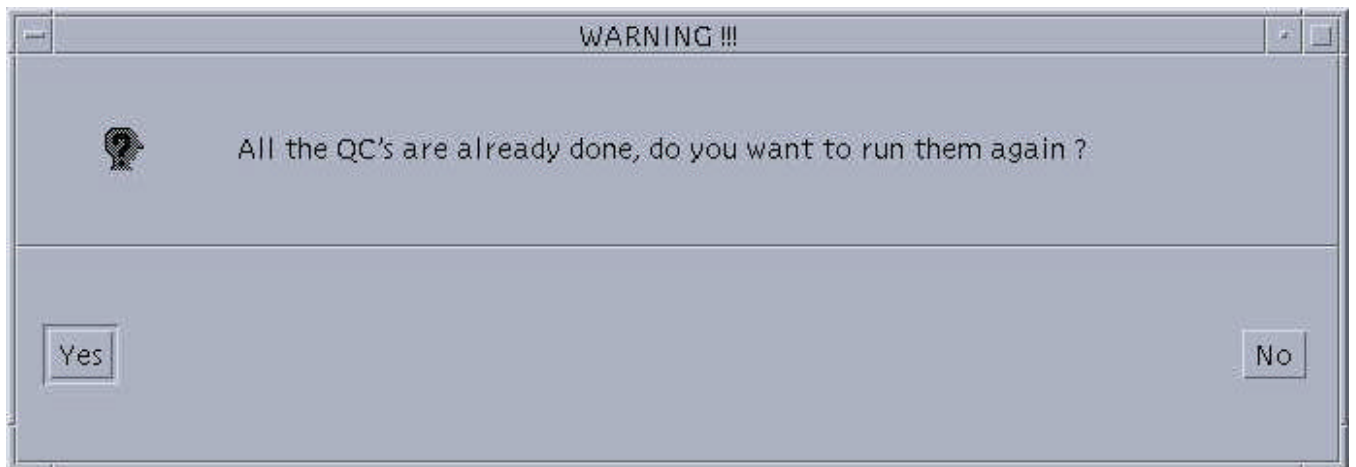 WARNING !!!
All the QC's are already done, do you want to run them again ?
Yes
No